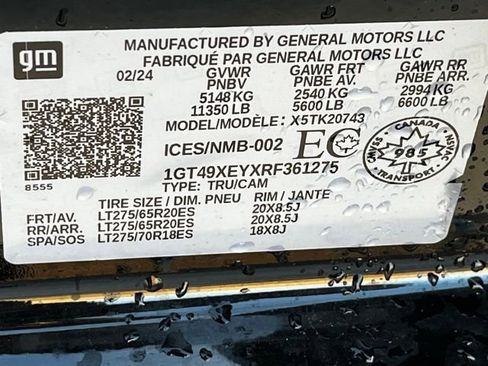 gm
MANUFACTURED BY GENERAL MOTORS LLC
FABRIQUÉ PAR GENERAL MOTORS LLC
02/24 GVWR GAWR FRT GAWR RR
PNBV PNBE AV. PNBE ARR.
5148 KG 2540 KG 2994 KG
11350 LB 5600 LB 6600 LB
MODEL/MODÈLE: X5TK20743
ICES/NMB-002 EC
CANADA
985
TRANSPORT
1GT49XEYXRF361275
8555
TYPE: TRU/CAM
TIRE SIZE / DIM. PNEU RIM / JANTE
FRT/AV. LT275/65R20ES 20X8.5J
RR/ARR. LT275/65R20ES 20X8.5J
SPA/SOS LT275/70R18ES 18X8J